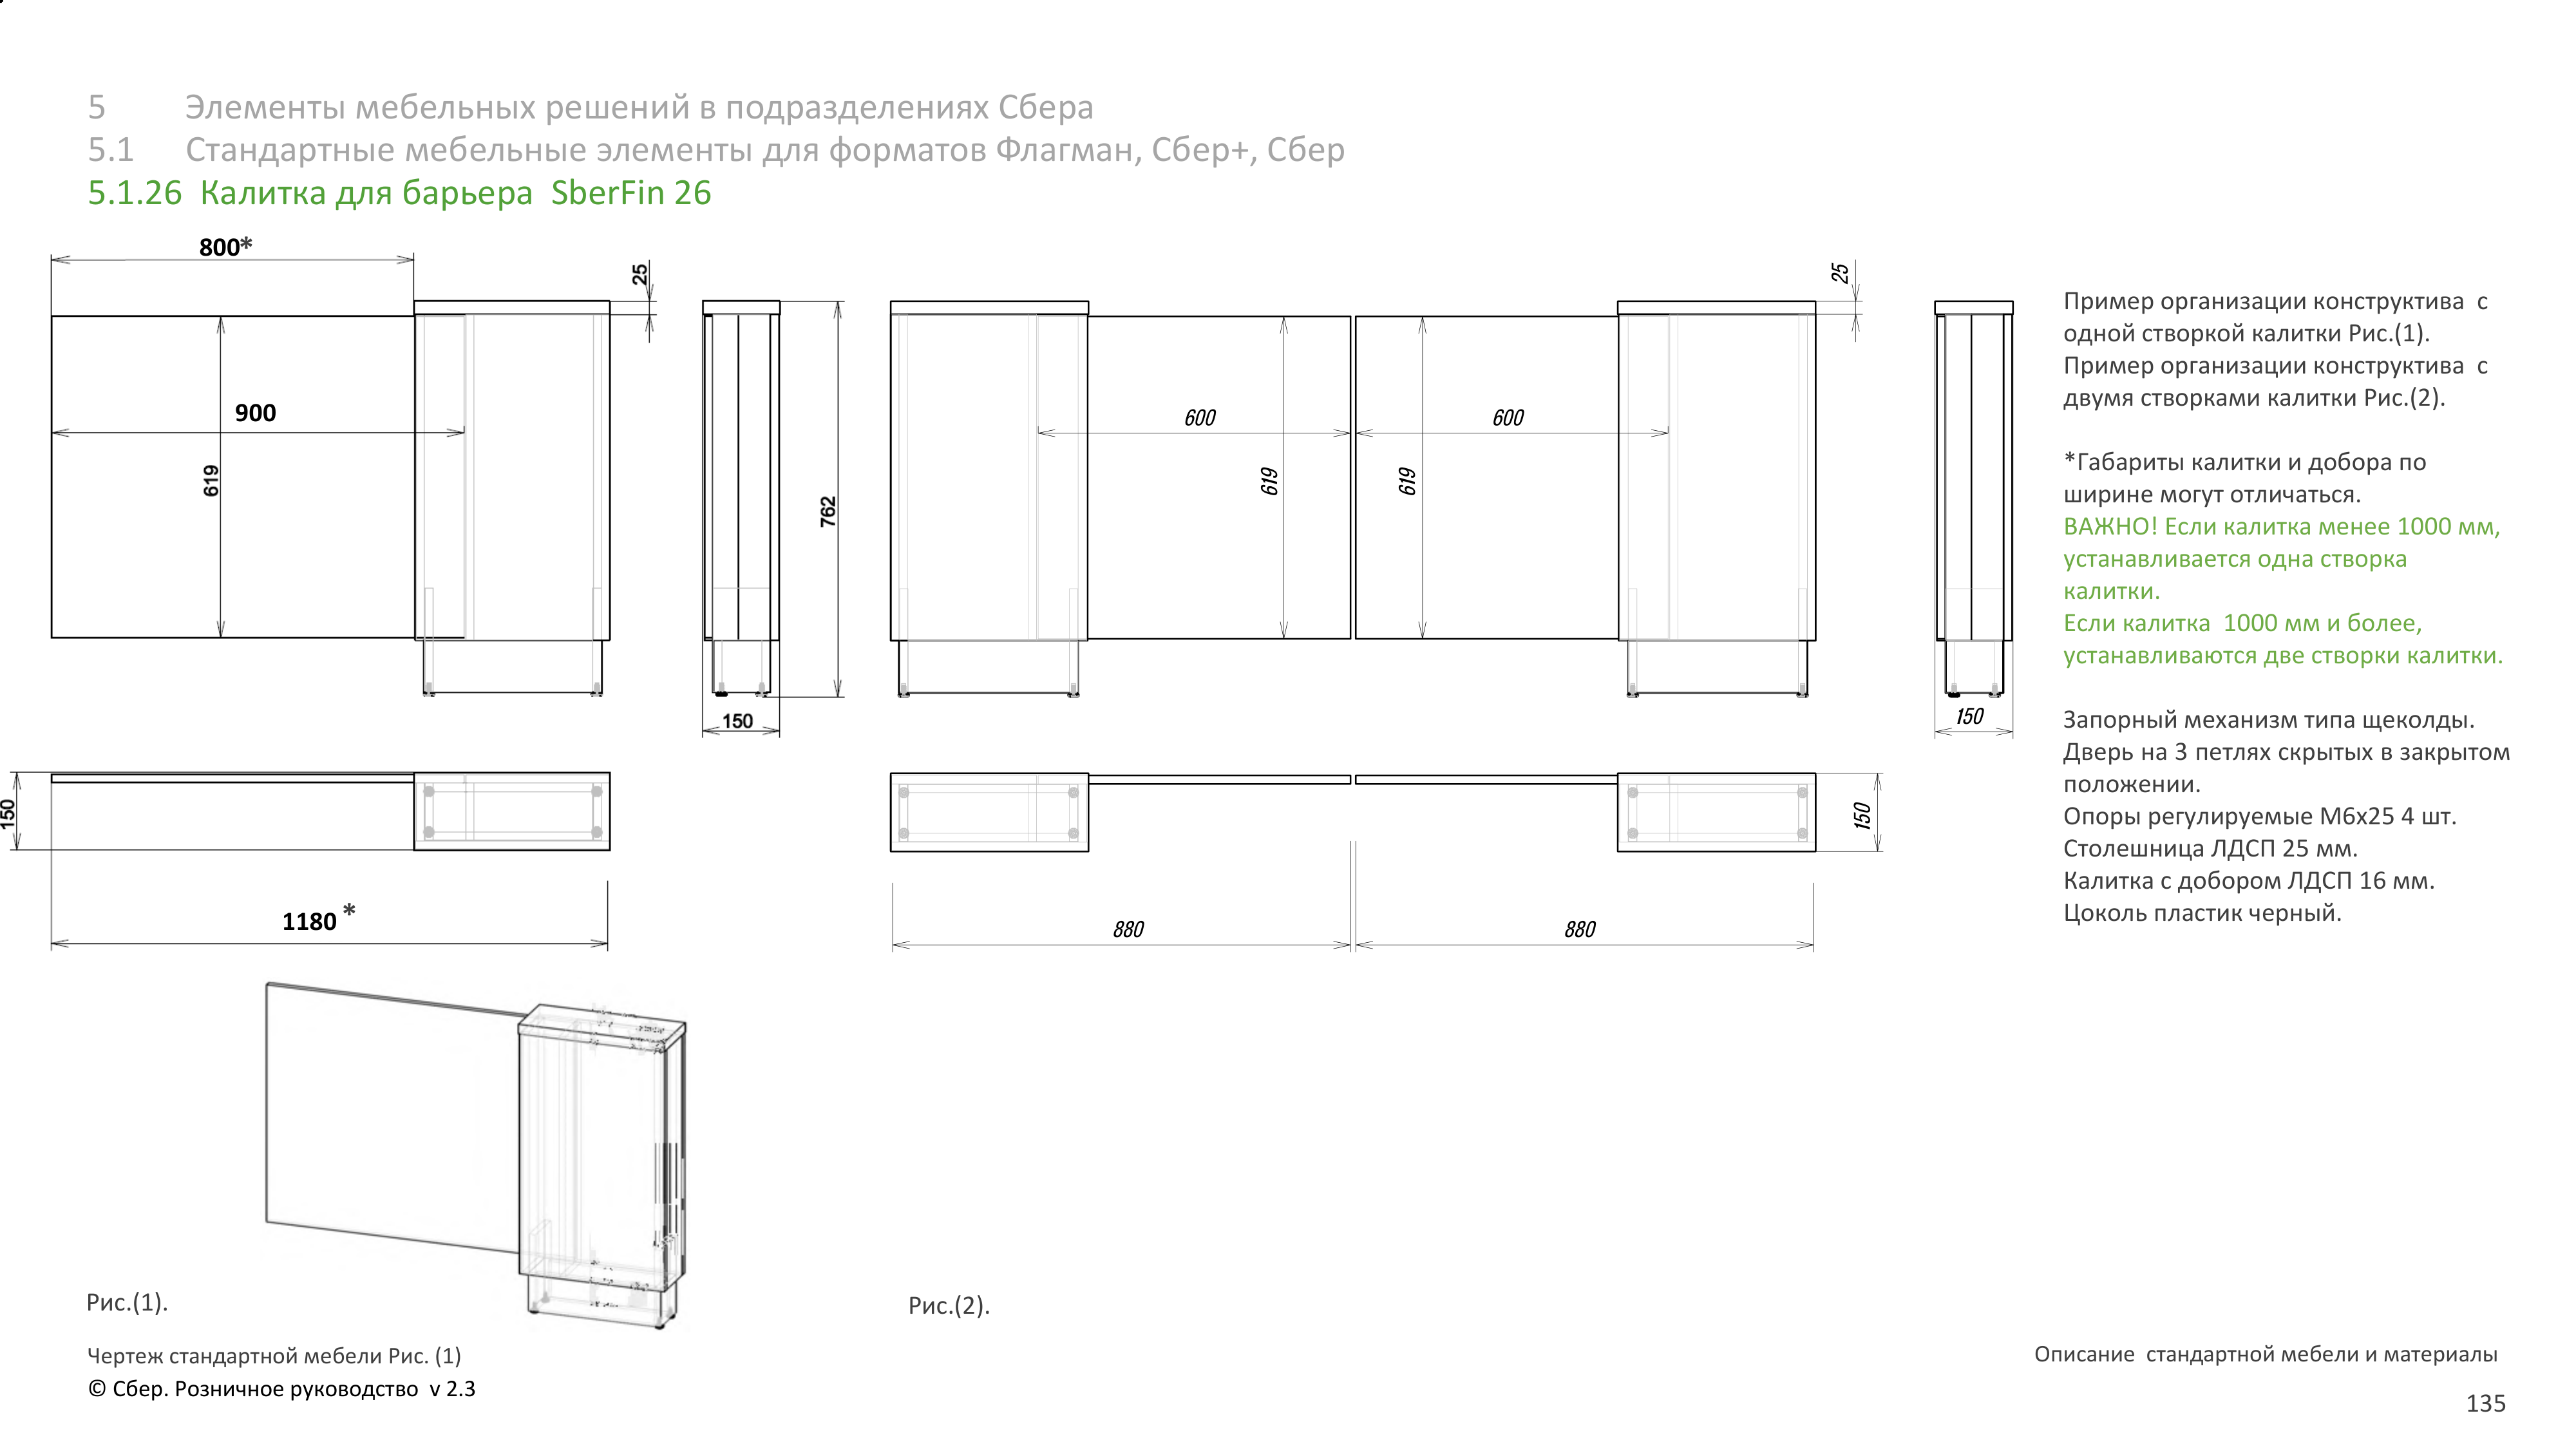 5 Элементы мебельных решений в подразделениях Сбера
5.1 Стандартные мебельные элементы для форматов Флагман, Сбер+, Сбер
5.1.26 Калитка для барьера SberFin 26
800*
25
900
619
762
150
150
1180 *
25
600
600
619
619
150
150
880
880
Пример организации конструктива с
одной створкой калитки Рис.(1).
Пример организации конструктива с
двумя створками калитки Рис.(2).
*Габариты калитки и добора по
ширине могут отличаться.
ВАЖНО! Если калитка менее 1000 мм,
устанавливается одна створка
калитки.
Если калитка 1000 мм и более,
устанавливаются две створки калитки.
Запорный механизм типа щеколды.
Дверь на 3 петлях скрытых в закрытом
положении.
Опоры регулируемые М6х25 4 шт.
Столешница ЛДСП 25 мм.
Калитка с добором ЛДСП 16 мм.
Цоколь пластик черный.
Рис.(1).
Рис.(2).
Чертеж стандартной мебели Рис. (1)
© Сбер. Розничное руководство v 2.3
Описание стандартной мебели и материалы
135